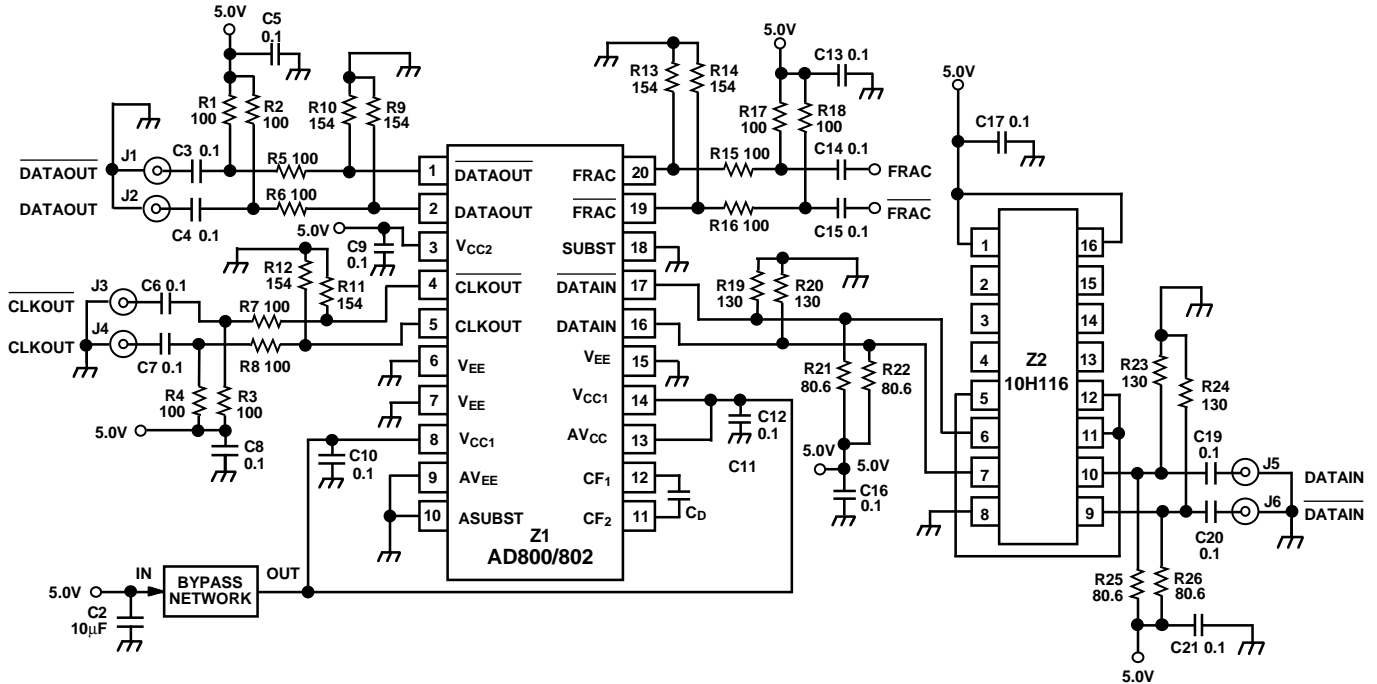 5.0V
C5
0.1
R1
100
R2
100
R10
154
R9
154
J1
C3 0.1
R5 100
DATAOUT
J2
C4 0.1
R6 100
DATAOUT
5.0V
C9
0.1
R12
154
R11
154
J3
C6 0.1
R7 100
CLKOUT
J4
C7 0.1
R8 100
CLKOUT
R4
100
R3
100
5.0V
C8
0.1
C10
0.1
1 DATAOUT
2 DATAOUT
3 VCC2
4 CLKOUT
5 CLKOUT
6 VEE
7 VEE
8 VCC1
9 AVEE
10 ASUBST
FRAC 20
FRAC 19
SUBST 18
DATAIN 17
DATAIN 16
VEE 15
VCC1 14
AVCC 13
CF1 12
CF2 11
Z1
AD800/802
5.0V
IN
BYPASS
NETWORK
OUT
C2
10μF
R13
154
R14
154
5.0V
C13 0.1
R17
100
R18
100
R15 100
C14 0.1
FRAC
R16 100
C15 0.1
FRAC
R19
130
R20
130
R21
80.6
R22
80.6
C12
0.1
C11
CD
5.0V
5.0V
C16
0.1
5.0V
C17 0.1
1
2
3
4
5
6
7
8
16
15
14
13
12
11
10
9
Z2
10H116
R23
130
R24
130
C19
0.1
J5
DATAIN
J6
DATAIN
C20
0.1
R25
80.6
R26
80.6
C21 0.1
5.0V